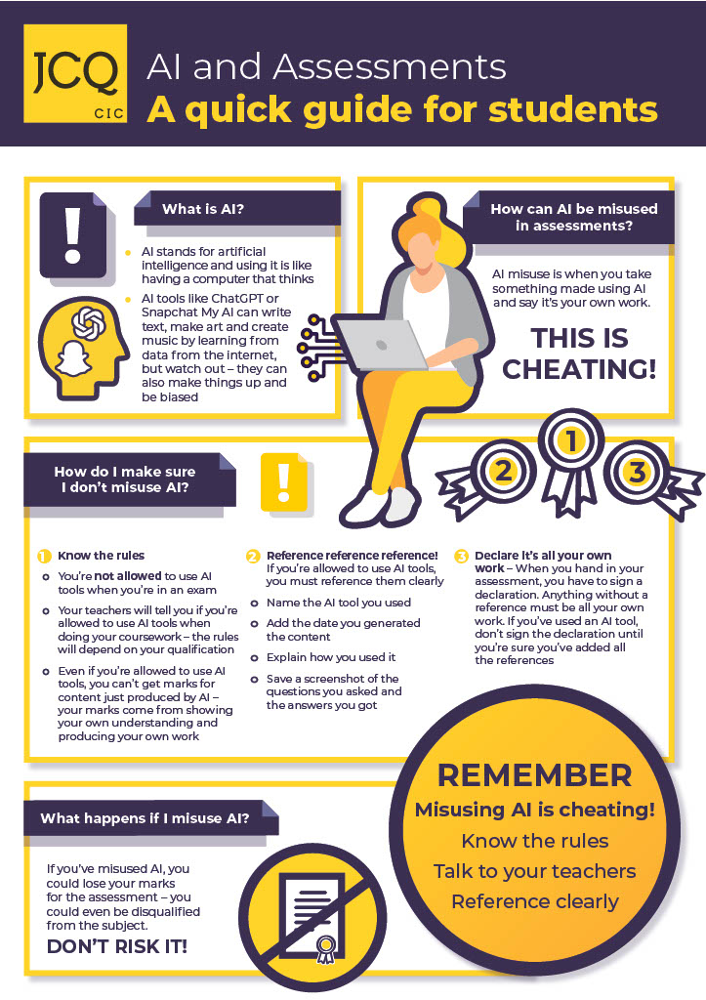 JCQ
CIC
AI and Assessments
A quick guide for students
What is AI?
AI stands for artificial
intelligence and using it is like
having a computer that thinks
AI tools like ChatGPT or
Snapchat My AI can write
text, make art and create
music by learning from
data from the internet,
but watch out – they can
also make things up and
be biased
How can AI be misused
in assessments?
AI misuse is when you take
something made using AI
and say it's your own work.
THIS IS
CHEATING!
How do I make sure
I don't misuse AI?
2
1
3
1 Know the rules
You're not allowed to use AI
tools when you're in an exam
Your teachers will tell you if you're
allowed to use AI tools when
doing your coursework – the rules
will depend on your qualification
Even if you're allowed to use AI
tools, you can't get marks for
content just produced by AI –
your marks come from showing
your own understanding and
producing your own work
2 Reference reference reference!
If you're allowed to use AI tools,
you must reference them clearly
Name the AI tool you used
Add the date you generated
the content
Explain how you used it
Save a screenshot of the
questions you asked and
the answers you got
3 Declare it's all your own
work – When you hand in your
assessment, you have to sign a
declaration. Anything without a
reference must be all your own
work. If you've used an AI tool,
don't sign the declaration until
you're sure you've added all
the references
What happens if I misuse AI?
If you've misused AI, you
could lose your marks
for the assessment – you
could even be disqualified
from the subject.
DON'T RISK IT!
REMEMBER
Misusing AI is cheating!
Know the rules
Talk to your teachers
Reference clearly